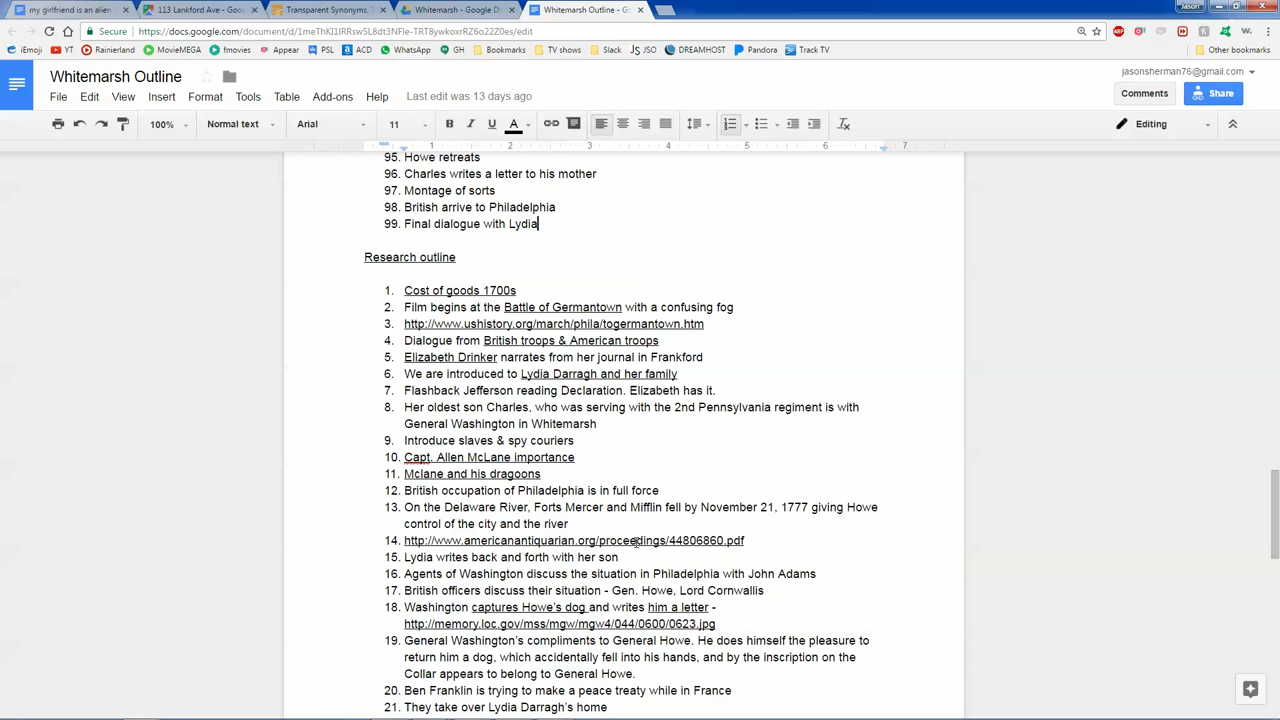 my girlfriend is an alien
113 Lankford Ave - Goo
Transparent Synonyms, T
Whitemarsh - Google Dr
Whitemarsh Outline - Go
Jason
Secure
https://docs.google.com/document/d/1meThKI1IRRsw5L8dt3NFle-TRT8ywkoxrRZ6o22Z0es/edit
iEmoji
YT
Rainierland
MovieMEGA
fmovies
Appear
PSL
ACD
WhatsApp
GH
Bookmarks
TV shows
Slack
JSO
DREAMHOST
Pandora
Track TV
Other bookmarks
Whitemarsh Outline
jasonsherman76@gmail.com
File Edit View Insert Format Tools Table Add-ons Help Last edit was 13 days ago
Comments
Share
100% Normal text Arial 11 B I U A Editing
1 2 3 4 5 6 7
95. Howe retreats
96. Charles writes a letter to his mother
97. Montage of sorts
98. British arrive to Philadelphia
99. Final dialogue with Lydia
Research outline
1. Cost of goods 1700s
2. Film begins at the Battle of Germantown with a confusing fog
3. http://www.ushistory.org/march/phila/togermantown.htm
4. Dialogue from British troops & American troops
5. Elizabeth Drinker narrates from her journal in Frankford
6. We are introduced to Lydia Darragh and her family
7. Flashback Jefferson reading Declaration. Elizabeth has it.
8. Her oldest son Charles, who was serving with the 2nd Pennsylvania regiment is with
General Washington in Whitemarsh
9. Introduce slaves & spy couriers
10. Capt. Allen McLane importance
11. Mclane and his dragoons
12. British occupation of Philadelphia is in full force
13. On the Delaware River, Forts Mercer and Mifflin fell by November 21, 1777 giving Howe
control of the city and the river
14. http://www.americanantiquarian.org/proceedings/44806860.pdf
15. Lydia writes back and forth with her son
16. Agents of Washington discuss the situation in Philadelphia with John Adams
17. British officers discuss their situation - Gen. Howe, Lord Cornwallis
18. Washington captures Howe's dog and writes him a letter -
http://memory.loc.gov/mss/mgw/mgw4/044/0600/0623.jpg
19. General Washington's compliments to General Howe. He does himself the pleasure to
return him a dog, which accidentally fell into his hands, and by the inscription on the
Collar appears to belong to General Howe.
20. Ben Franklin is trying to make a peace treaty while in France
21. They take over Lydia Darragh's home